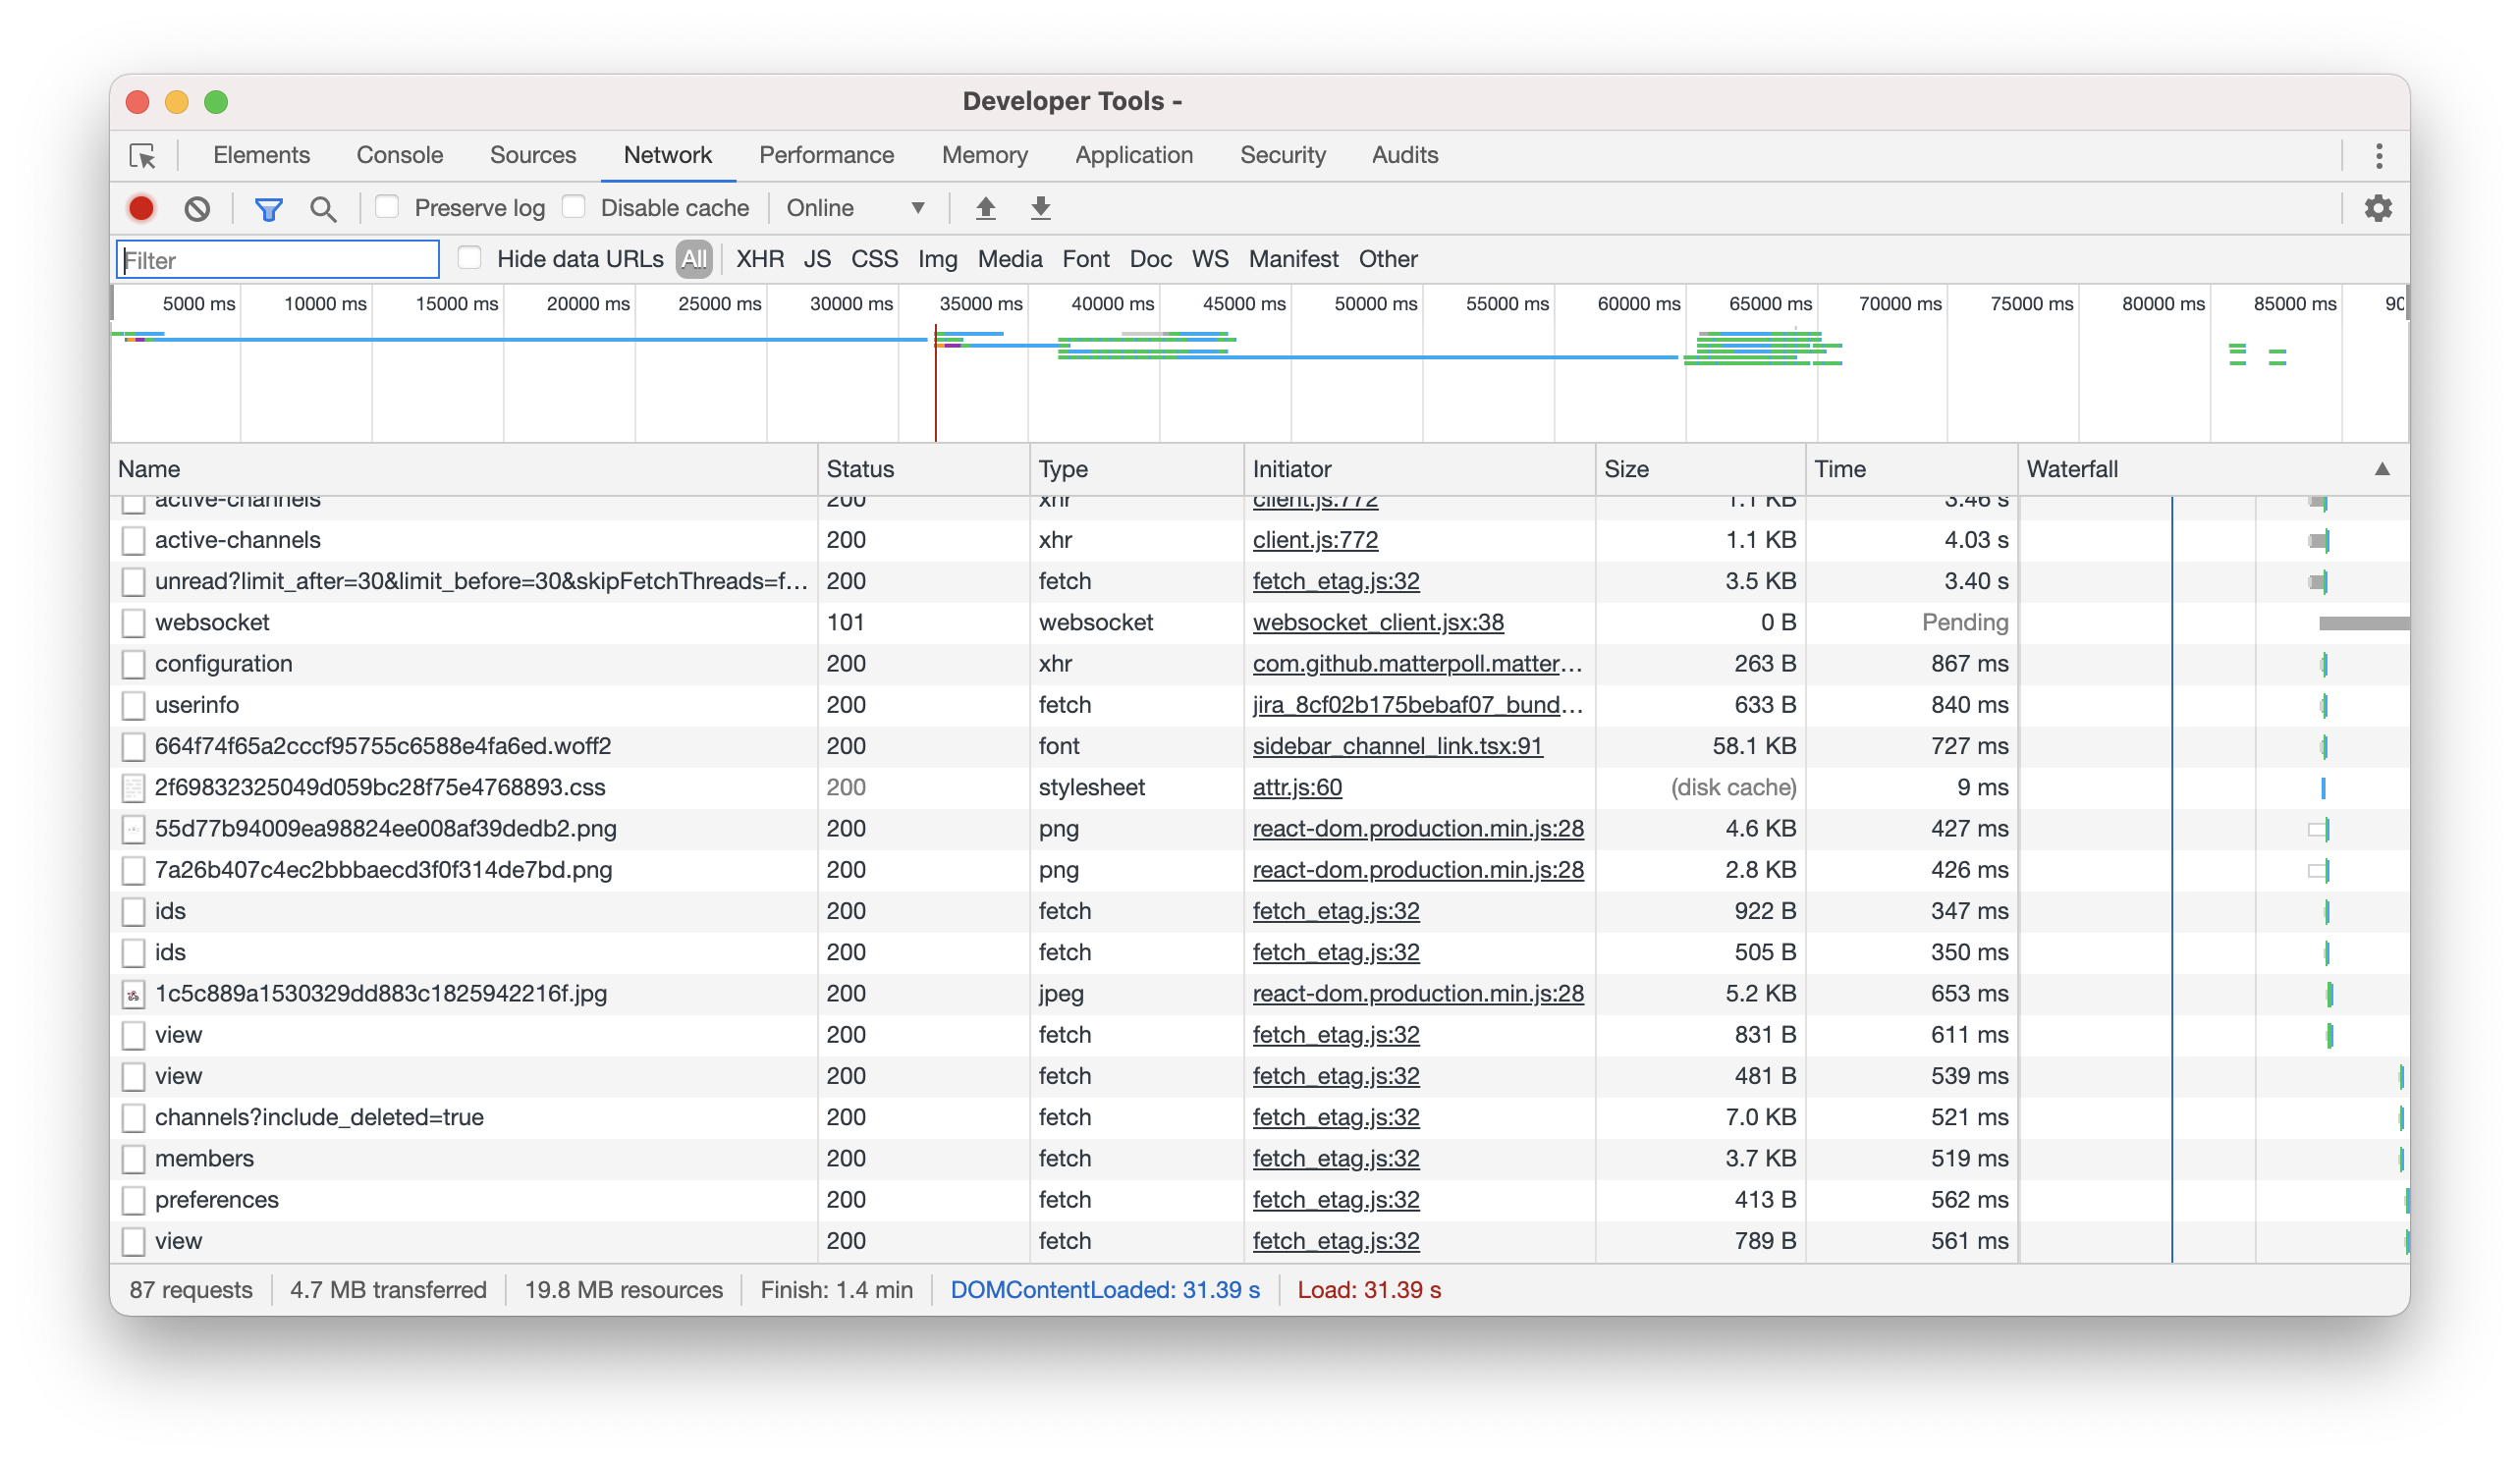 Developer Tools -
Elements Console Sources Network Performance Memory Application Security Audits
Preserve log Disable cache Online
Filter Hide data URLs All XHR JS CSS Img Media Font Doc WS Manifest Other
5000 ms 10000 ms 15000 ms 20000 ms 25000 ms 30000 ms 35000 ms 40000 ms 45000 ms 50000 ms 55000 ms 60000 ms 65000 ms 70000 ms 75000 ms 80000 ms 85000 ms 90
Name Status Type Initiator Size Time Waterfall
active-channels 200 xhr client.js:772 1.1 KB 3.46 s
active-channels 200 xhr client.js:772 1.1 KB 4.03 s
unread?limit_after=30&limit_before=30&skipFetchThreads=f... 200 fetch fetch_etag.js:32 3.5 KB 3.40 s
websocket 101 websocket websocket_client.jsx:38 0 B Pending
configuration 200 xhr com.github.matterpoll.matter... 263 B 867 ms
userinfo 200 fetch jira_8cf02b175bebaf07_bund... 633 B 840 ms
664f74f65a2cccf95755c6588e4fa6ed.woff2 200 font sidebar_channel_link.tsx:91 58.1 KB 727 ms
2f69832325049d059bc28f75e4768893.css 200 stylesheet attr.js:60 (disk cache) 9 ms
55d77b94009ea98824ee008af39dedb2.png 200 png react-dom.production.min.js:28 4.6 KB 427 ms
7a26b407c4ec2bbbaecd3f0f314de7bd.png 200 png react-dom.production.min.js:28 2.8 KB 426 ms
ids 200 fetch fetch_etag.js:32 922 B 347 ms
ids 200 fetch fetch_etag.js:32 505 B 350 ms
1c5c889a1530329dd883c1825942216f.jpg 200 jpeg react-dom.production.min.js:28 5.2 KB 653 ms
view 200 fetch fetch_etag.js:32 831 B 611 ms
view 200 fetch fetch_etag.js:32 481 B 539 ms
channels?include_deleted=true 200 fetch fetch_etag.js:32 7.0 KB 521 ms
members 200 fetch fetch_etag.js:32 3.7 KB 519 ms
preferences 200 fetch fetch_etag.js:32 413 B 562 ms
view 200 fetch fetch_etag.js:32 789 B 561 ms
87 requests 4.7 MB transferred 19.8 MB resources Finish: 1.4 min DOMContentLoaded: 31.39 s Load: 31.39 s